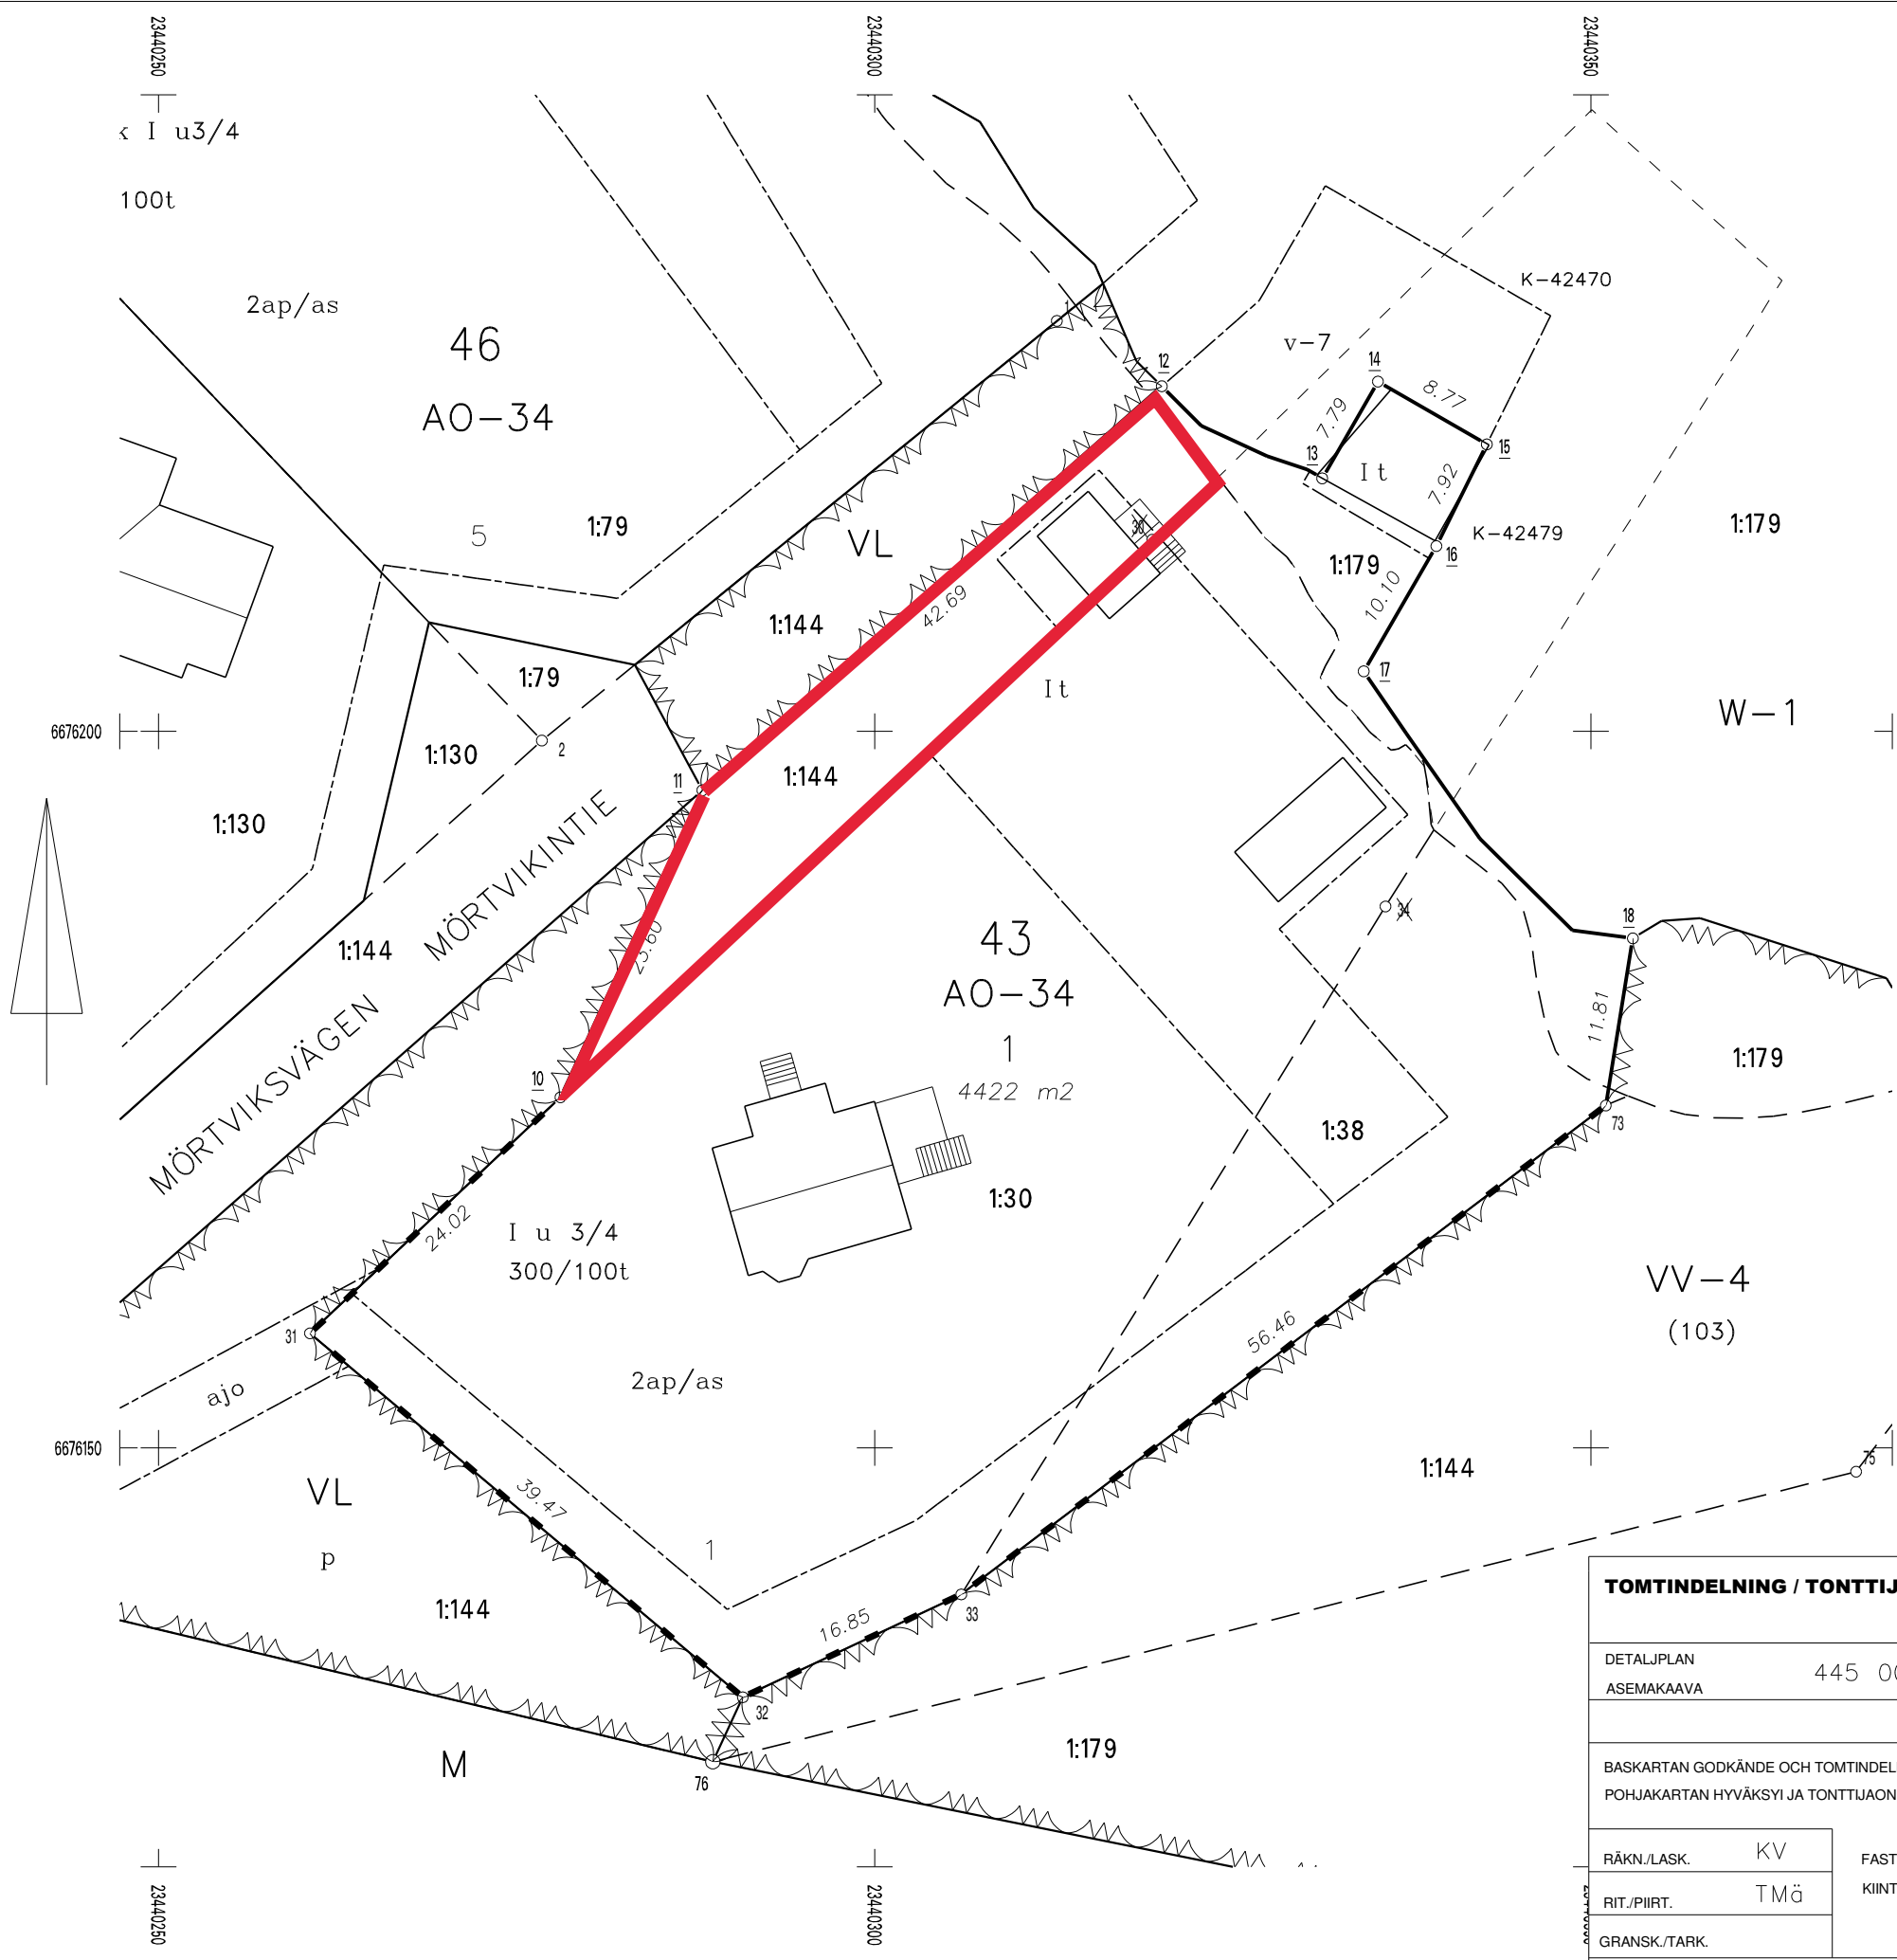 23440250
23440300
23440350
I u3/4
100t
2ap/as
46
AO-34
5
1:79
K-42470
v-7
1
12
14
8.77
7.79
13
I t
15
7.92
K-42479
16
1:179
1:179
10.10
17
VL
30
42.69
1:144
1:79
I t
W-1
6676200
1:130
2
11
1:144
1:130
MÖRTVIKINTIE
1:144
34
18
43
AO-34
1
4422 m2
11.81
1:179
MÖRTVIKSVÄGEN
10
73
1:38
1:30
24.02
I u 3/4
300/100t
VV-4
(103)
31
56.46
ajo
2ap/as
6676150
75
1:144
VL
39.47
p
1
1:144
16.85
33
32
76
M
1:179
TOMTINDELNING / TONTTIJ
DETALJPLAN
ASEMAKAAVA
445 00
BASKARTAN GODKÄNDE OCH TOMTINDEL
POHJAKARTAN HYVÄKSYI JA TONTTIJAON
RÄKN./LASK. KV
FAST
KIINT
RIT./PIIRT. TMä
GRANSK./TARK.
23440250
23440300